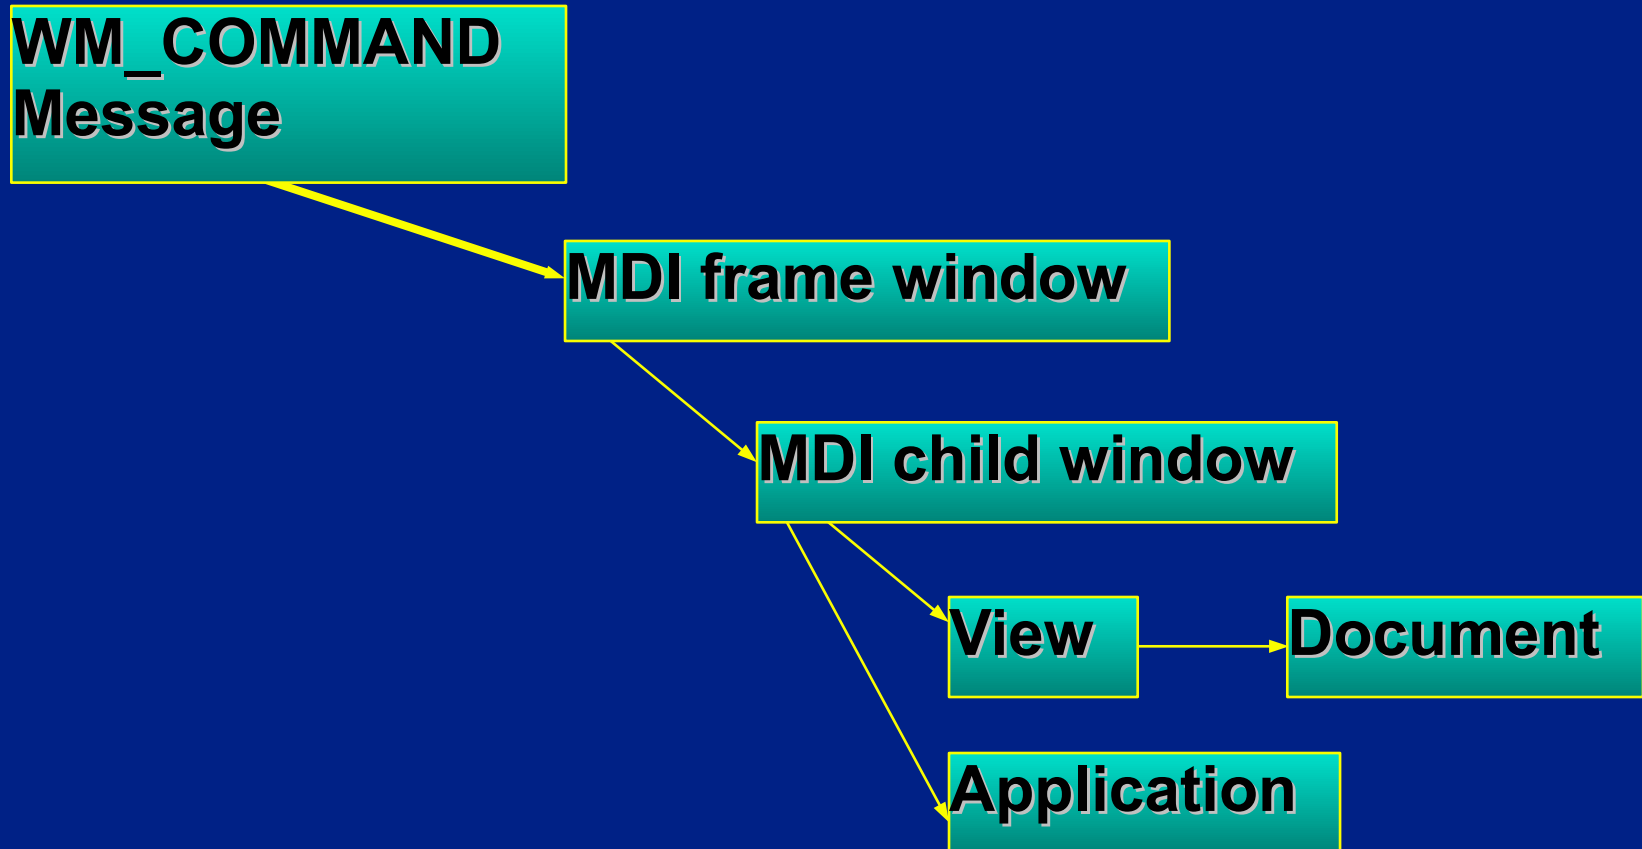 WM_COMMAND
Message
MDI frame window
MDI child window
View
Document
Application